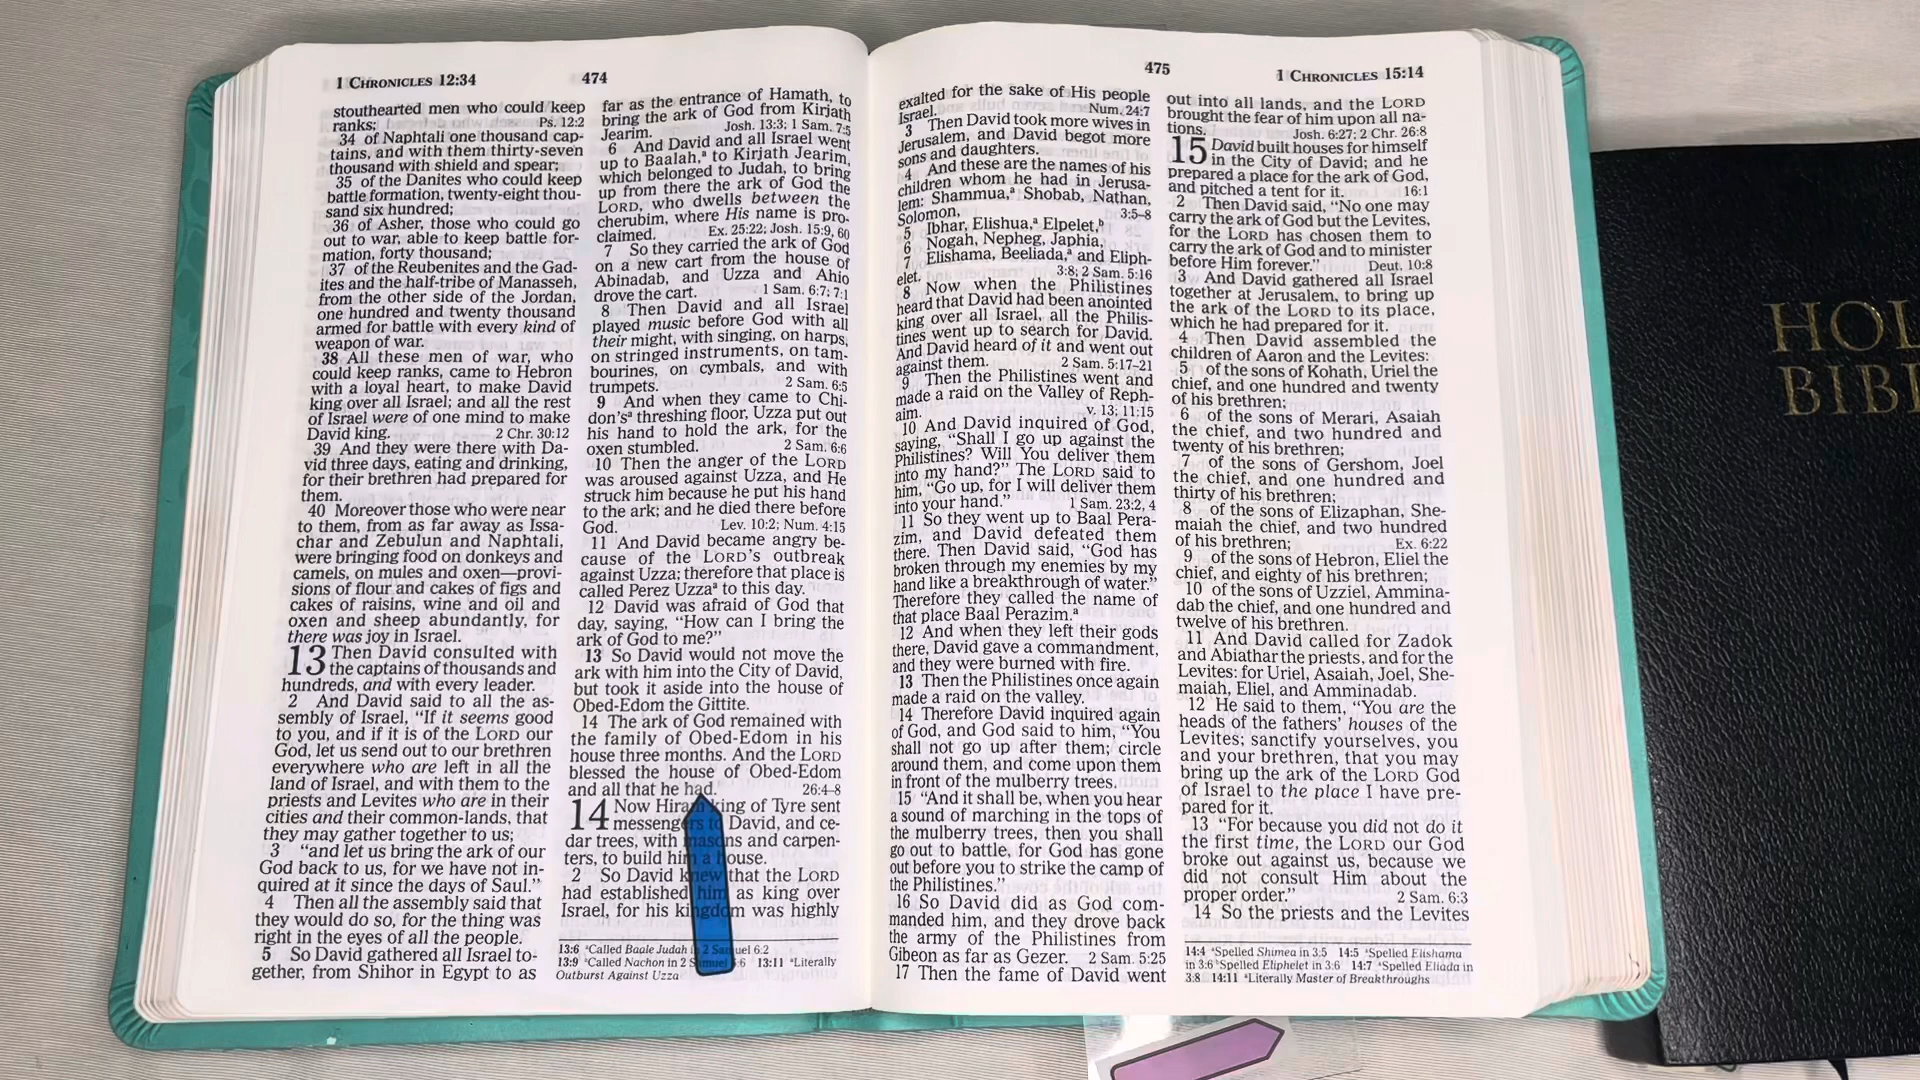 1 CHRONICLES 12:34
474
stouthearted men who could keep
ranks; Ps. 12:2
34 of Naphtali one thousand cap-
tains, and with them thirty-seven
thousand with shield and spear;
35 of the Danites who could keep
battle formation, twenty-eight thou-
sand six hundred;
36 of Asher, those who could go
out to war, able to keep battle for-
mation, forty thousand;
37 of the Reubenites and the Gad-
ites and the half-tribe of Manasseh,
from the other side of the Jordan,
one hundred and twenty thousand
armed for battle with every kind of
weapon of war.
38 All these men of war, who
could keep ranks, came to Hebron
with a loyal heart, to make David
king over all Israel; and all the rest
of Israel were of one mind to make
David king. 2 Chr. 30:12
39 And they were there with Da-
vid three days, eating and drinking,
for their brethren had prepared for
them.
40 Moreover those who were near
to them, from as far away as Issa-
char and Zebulun and Naphtali,
were bringing food on donkeys and
camels, on mules and oxen—provi-
sions of flour and cakes of figs and
cakes of raisins, wine and oil and
oxen and sheep abundantly, for
there was joy in Israel.
13 Then David consulted with
the captains of thousands and
hundreds, and with every leader.
2 And David said to all the as-
sembly of Israel, “If it seems good
to you, and if it is of the LORD our
God, let us send out to our brethren
everywhere who are left in all the
land of Israel, and with them to the
priests and Levites who are in their
cities and their common-lands, that
they may gather together to us;
3 “and let us bring the ark of our
God back to us, for we have not in-
quired at it since the days of Saul.”
4 Then all the assembly said that
they would do so, for the thing was
right in the eyes of all the people.
5 So David gathered all Israel to-
gether, from Shihor in Egypt to as
far as the entrance of Hamath, to
bring the ark of God from Kirjath
Jearim. Josh. 13:3; 1 Sam. 7:5
6 And David and all Israel went
up to Baalah,ᵃ to Kirjath Jearim,
which belonged to Judah, to bring
up from there the ark of God the
LORD, who dwells between the
cherubim, where His name is pro-
claimed. Ex. 25:22; Josh. 15:9, 60
7 So they carried the ark of God
on a new cart from the house of
Abinadab, and Uzza and Ahio
drove the cart. 1 Sam. 6:7; 7:1
8 Then David and all Israel
played music before God with all
their might, with singing, on harps,
on stringed instruments, on tam-
bourines, on cymbals, and with
trumpets. 2 Sam. 6:5
9 And when they came to Chi-
don’sᵃ threshing floor, Uzza put out
his hand to hold the ark, for the
oxen stumbled. 2 Sam. 6:6
10 Then the anger of the LORD
was aroused against Uzza, and He
struck him because he put his hand
to the ark; and he died there before
God. Lev. 10:2; Num. 4:15
11 And David became angry be-
cause of the LORD’S outbreak
against Uzza; therefore that place is
called Perez Uzzaᵃ to this day.
12 David was afraid of God that
day, saying, “How can I bring the
ark of God to me?”
13 So David would not move the
ark with him into the City of David,
but took it aside into the house of
Obed-Edom the Gittite.
14 The ark of God remained with
the family of Obed-Edom in his
house three months. And the LORD
blessed the house of Obed-Edom
and all that he had. 26:4–8
14 Now Hiram king of Tyre sent
messengers to David, and ce-
dar trees, with masons and carpen-
ters, to build him a house.
2 So David knew that the LORD
had established him as king over
Israel, for his kingdom was highly
13:6 ᵃCalled Baale Judah in 2 Samuel 6:2
13:9 ᵃCalled Nachon in 2 Samuel 6:6 13:11 ᵃLiterally
Outburst Against Uzza
475
1 CHRONICLES 15:14
exalted for the sake of His people
Israel. Num. 24:7
3 Then David took more wives in
Jerusalem, and David begot more
sons and daughters.
4 And these are the names of his
children whom he had in Jerusa-
lem: Shammua,ᵃ Shobab, Nathan,
Solomon, 3:5–8
5 Ibhar, Elishua,ᵃ Elpelet,ᵇ
6 Nogah, Nepheg, Japhia,
7 Elishama, Beeliada,ᵃ and Eliph-
elet. 3:8; 2 Sam. 5:16
8 Now when the Philistines
heard that David had been anointed
king over all Israel, all the Philis-
tines went up to search for David.
And David heard of it and went out
against them. 2 Sam. 5:17–21
9 Then the Philistines went and
made a raid on the Valley of Reph-
aim. v. 13; 11:15
10 And David inquired of God,
saying, “Shall I go up against the
Philistines? Will You deliver them
into my hand?” The LORD said to
him, “Go up, for I will deliver them
into your hand.” 1 Sam. 23:2, 4
11 So they went up to Baal Pera-
zim, and David defeated them
there. Then David said, “God has
broken through my enemies by my
hand like a breakthrough of water.”
Therefore they called the name of
that place Baal Perazim.ᵃ
12 And when they left their gods
there, David gave a commandment,
and they were burned with fire.
13 Then the Philistines once again
made a raid on the valley.
14 Therefore David inquired again
of God, and God said to him, “You
shall not go up after them; circle
around them, and come upon them
in front of the mulberry trees.
15 “And it shall be, when you hear
a sound of marching in the tops of
the mulberry trees, then you shall
go out to battle, for God has gone
out before you to strike the camp of
the Philistines.”
16 So David did as God com-
manded him, and they drove back
the army of the Philistines from
Gibeon as far as Gezer. 2 Sam. 5:25
17 Then the fame of David went
out into all lands, and the LORD
brought the fear of him upon all na-
tions. Josh. 6:27; 2 Chr. 26:8
15 David built houses for himself
in the City of David; and he
prepared a place for the ark of God,
and pitched a tent for it. 16:1
2 Then David said, “No one may
carry the ark of God but the Levites,
for the LORD has chosen them to
carry the ark of God and to minister
before Him forever.” Deut. 10:8
3 And David gathered all Israel
together at Jerusalem, to bring up
the ark of the LORD to its place,
which he had prepared for it.
4 Then David assembled the
children of Aaron and the Levites:
5 of the sons of Kohath, Uriel the
chief, and one hundred and twenty
of his brethren;
6 of the sons of Merari, Asaiah
the chief, and two hundred and
twenty of his brethren;
7 of the sons of Gershom, Joel
the chief, and one hundred and
thirty of his brethren;
8 of the sons of Elizaphan, She-
maiah the chief, and two hundred
of his brethren; Ex. 6:22
9 of the sons of Hebron, Eliel the
chief, and eighty of his brethren;
10 of the sons of Uzziel, Ammina-
dab the chief, and one hundred and
twelve of his brethren.
11 And David called for Zadok
and Abiathar the priests, and for the
Levites: for Uriel, Asaiah, Joel, She-
maiah, Eliel, and Amminadab.
12 He said to them, “You are the
heads of the fathers’ houses of the
Levites; sanctify yourselves, you
and your brethren, that you may
bring up the ark of the LORD God
of Israel to the place I have pre-
pared for it.
13 “For because you did not do it
the first time, the LORD our God
broke out against us, because we
did not consult Him about the
proper order.” 2 Sam. 6:3
14 So the priests and the Levites
14:4 ᵃSpelled Shimea in 3:5 14:5 ᵃSpelled Elishama
in 3:6 ᵇSpelled Eliphelet in 3:6 14:7 ᵃSpelled Eliada in
3:8 14:11 ᵃLiterally Master of Breakthroughs
HOL
BIB